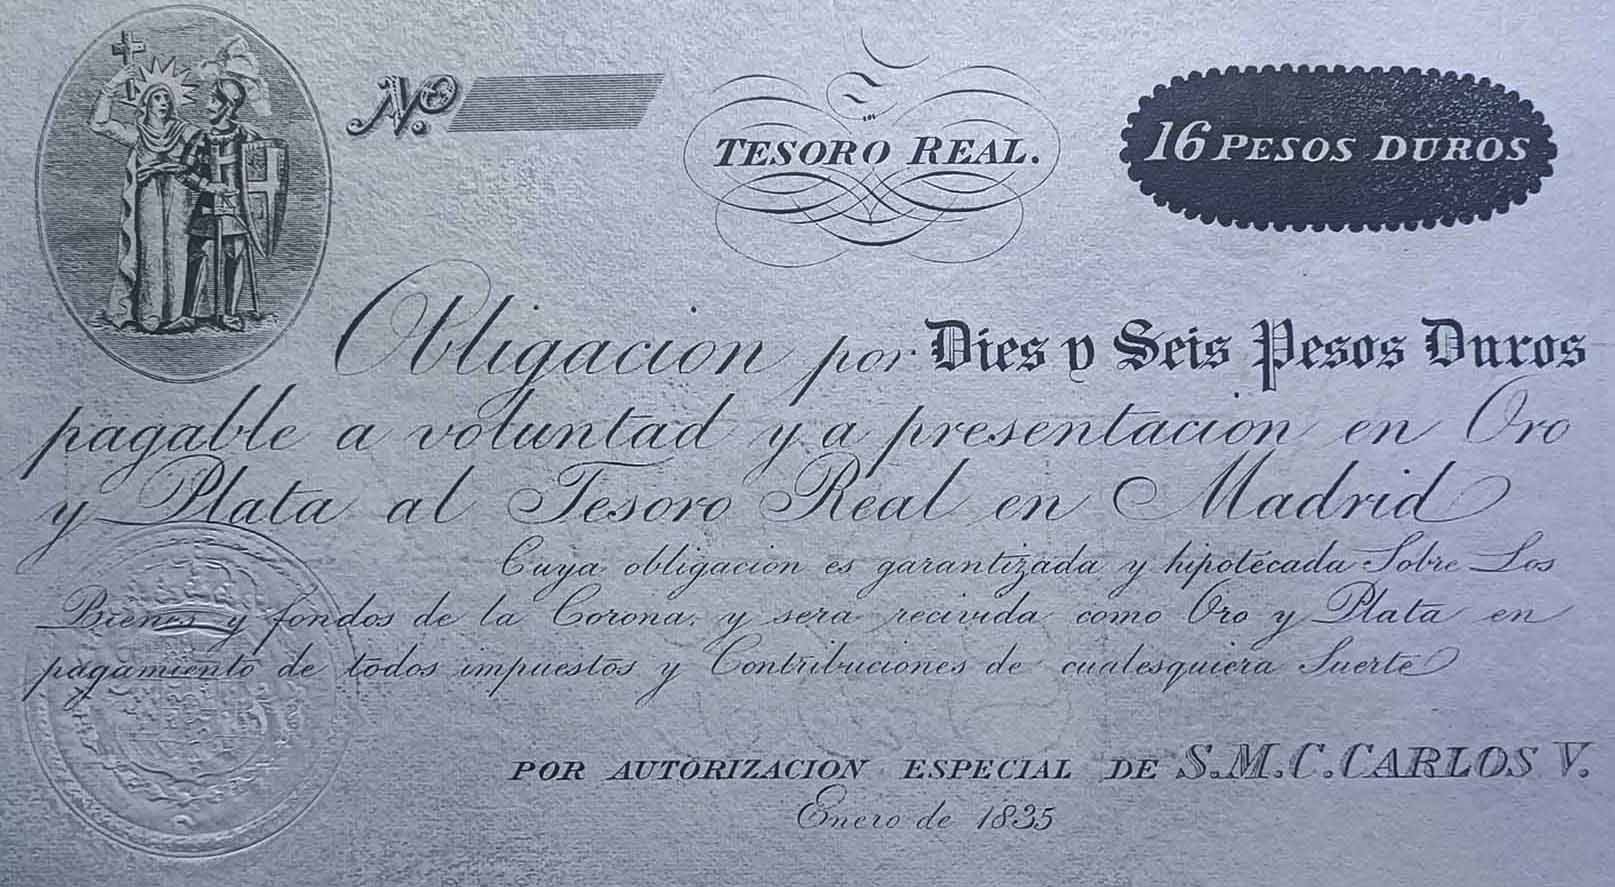 No.
TESORO REAL.
16 PESOS DUROS
Obligacion por Dies y Seis Pesos Duros
pagable a voluntad y a presentacion en Oro
y Plata al Tesoro Real en Madrid
Cuya obligacion es garantizada y hipotécada Sobre Los
Bienes y fondos de la Corona. y sera recivida como Oro y Plata en
pagamiento de todos impuestos y Contribuciones de cualesquiera Suerte
POR AUTORIZACION ESPECIAL DE S.M.C. CARLOS V.
Enero de 1835